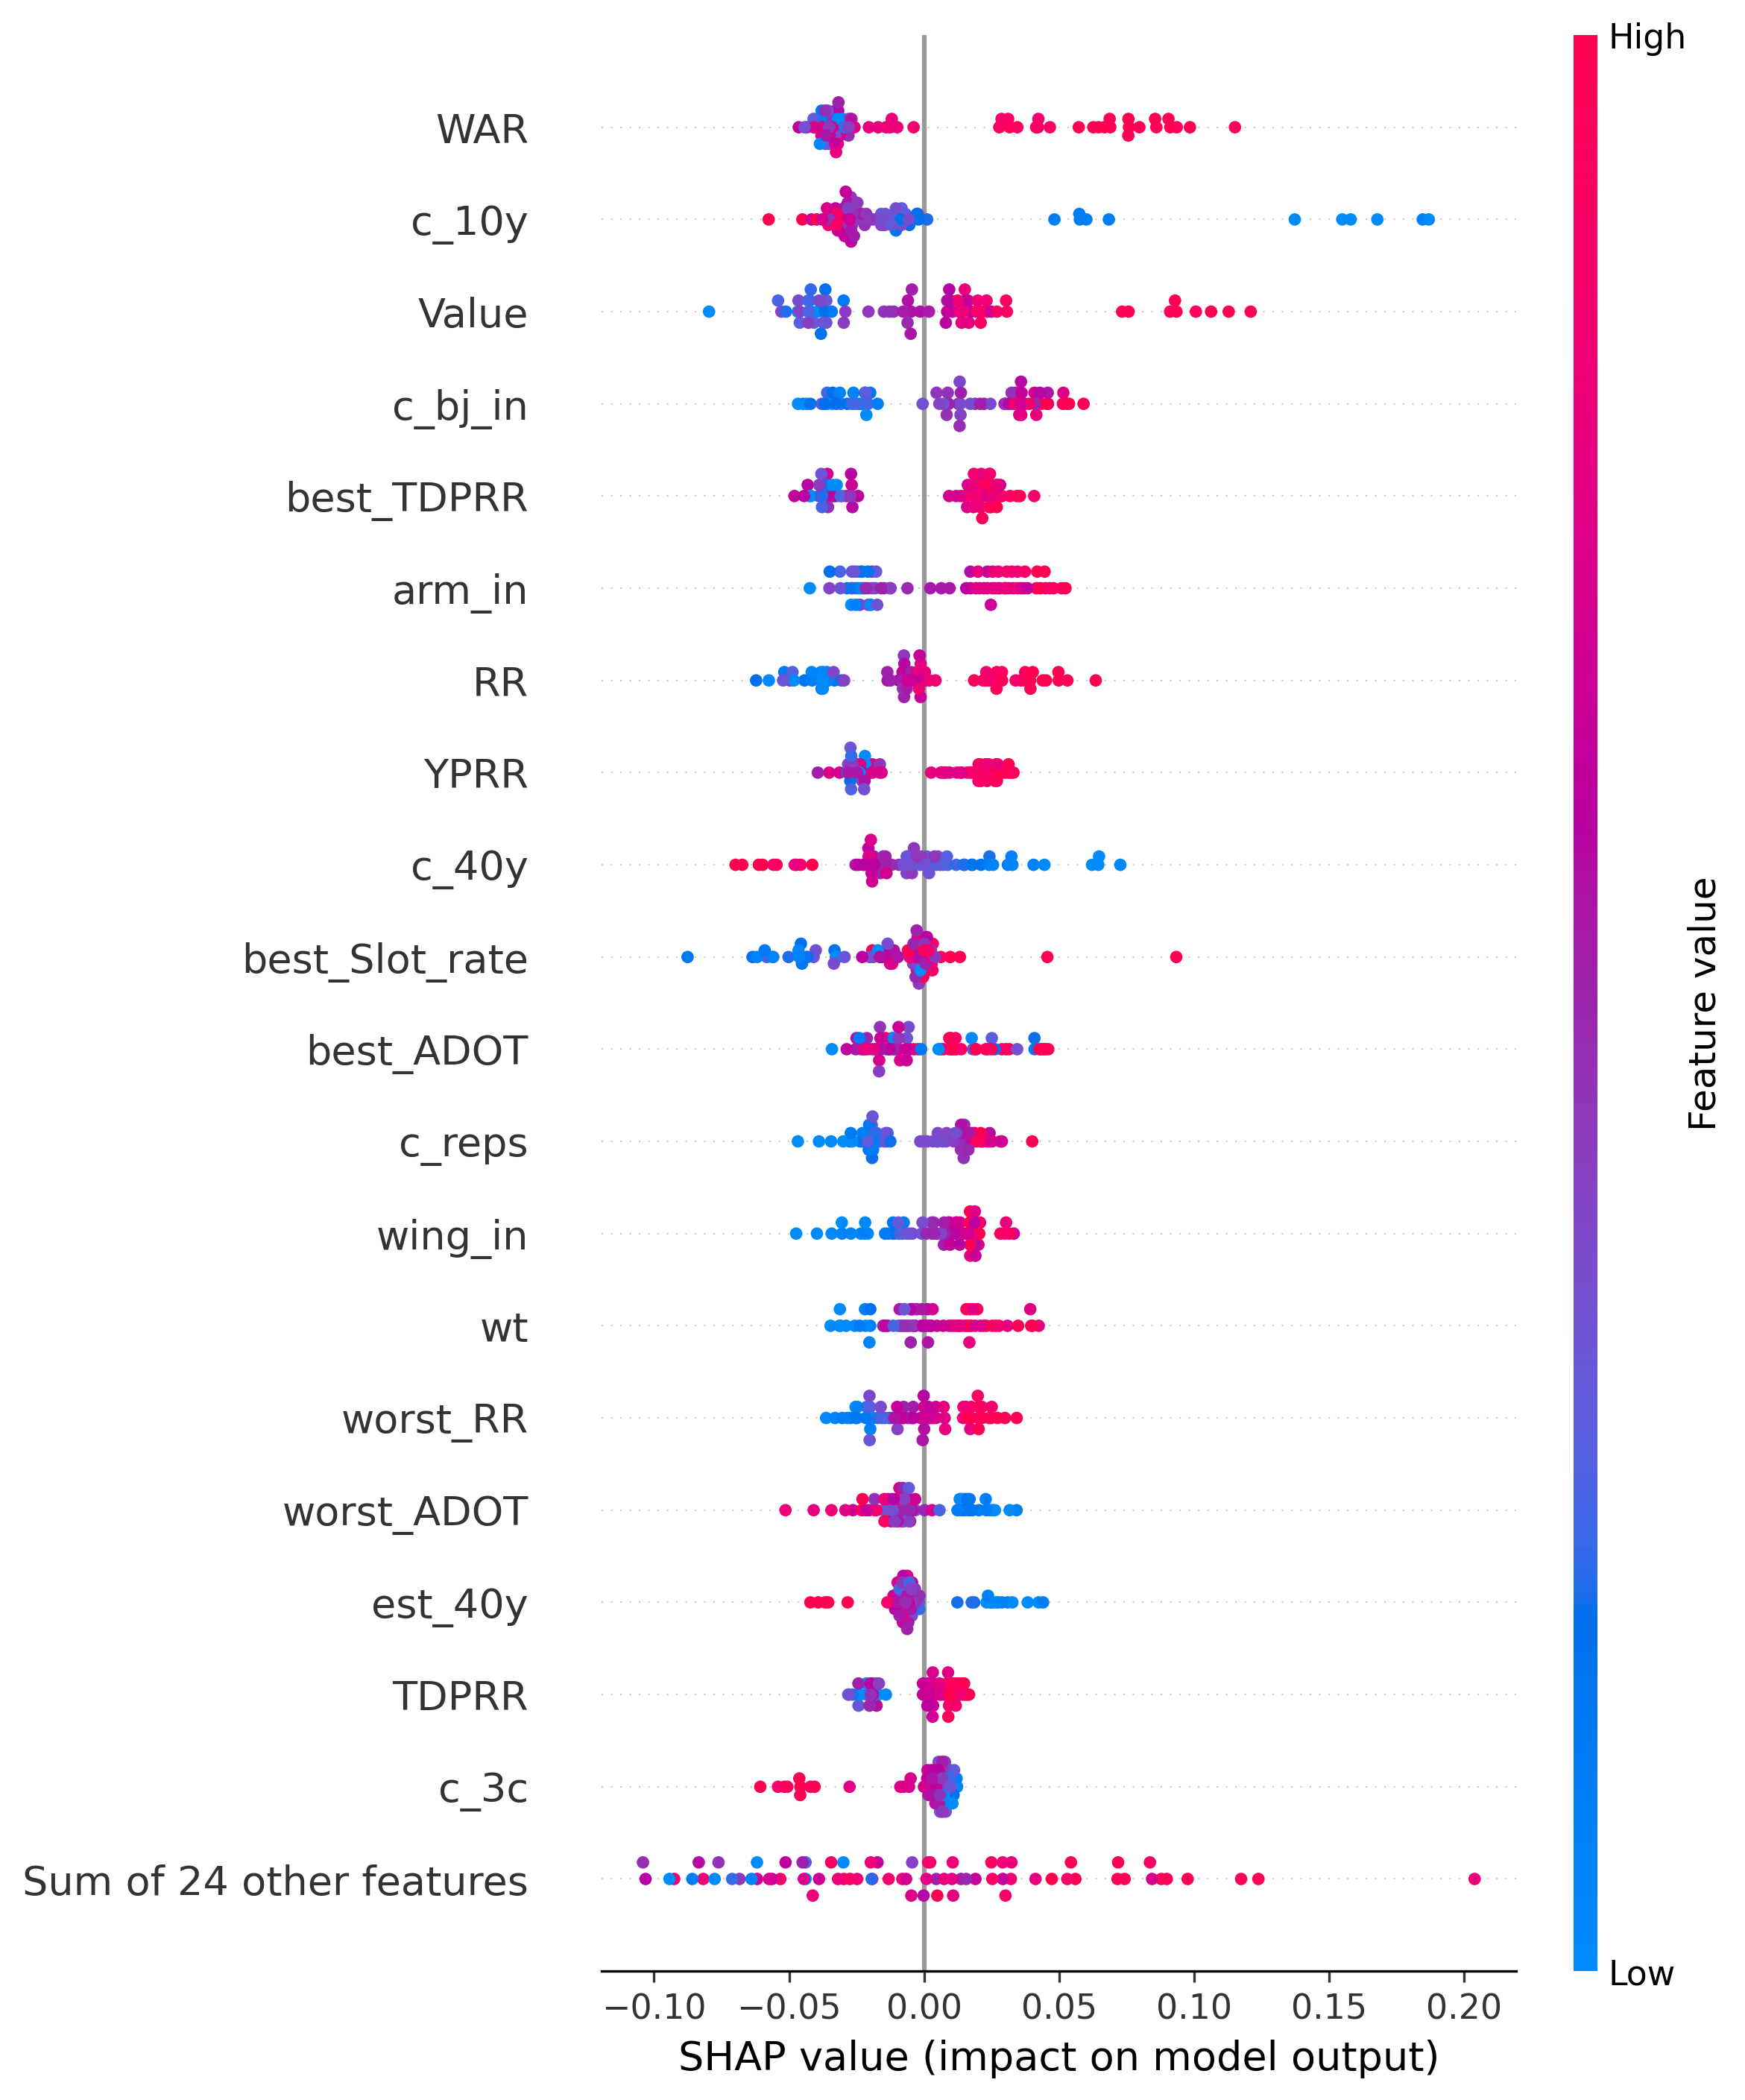 High
WAR
c_10y
Value
c_bj_in
best_TDPRR
arm_in
RR
YPRR
c_40y
best_Slot_rate
best_ADOT
c_reps
wing_in
wt
worst_RR
worst_ADOT
est_40y
TDPRR
c_3c
Sum of 24 other features
Feature value
Low
−0.10 −0.05 0.00 0.05 0.10 0.15 0.20
SHAP value (impact on model output)